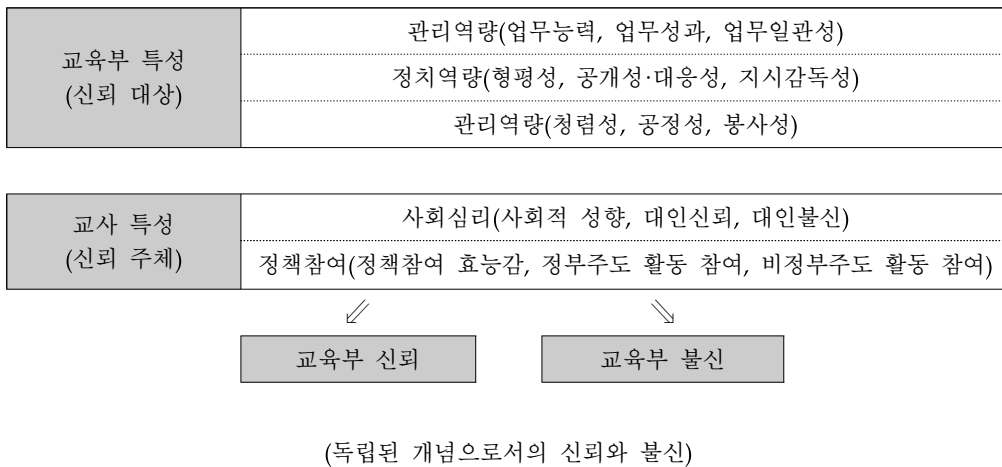 교육부 특성
(신뢰 대상)
관리역량(업무능력, 업무성과, 업무일관성)
정치역량(형평성, 공개성·대응성, 지시감독성)
관리역량(청렴성, 공정성, 봉사성)
교사 특성
(신뢰 주체)
사회심리(사회적 성향, 대인신뢰, 대인불신)
정책참여(정책참여 효능감, 정부주도 활동 참여, 비정부주도 활동 참여)
교육부 신뢰
교육부 불신
(독립된 개념으로서의 신뢰와 불신)